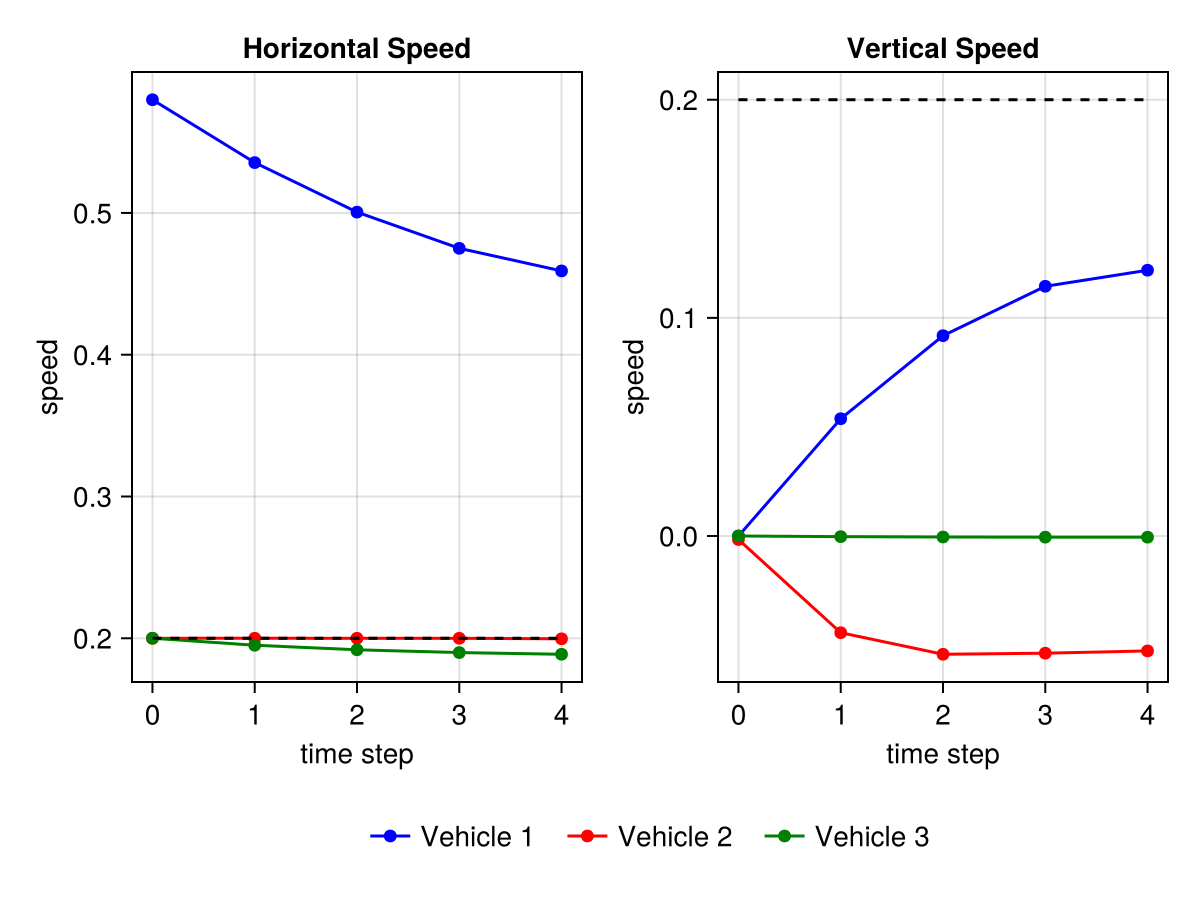 Horizontal Speed
speed
0.5
0.4
0.3
0.2
0 1 2 3 4
time step
Vertical Speed
speed
0.2
0.1
0.0
0 1 2 3 4
time step
Vehicle 1 Vehicle 2 Vehicle 3